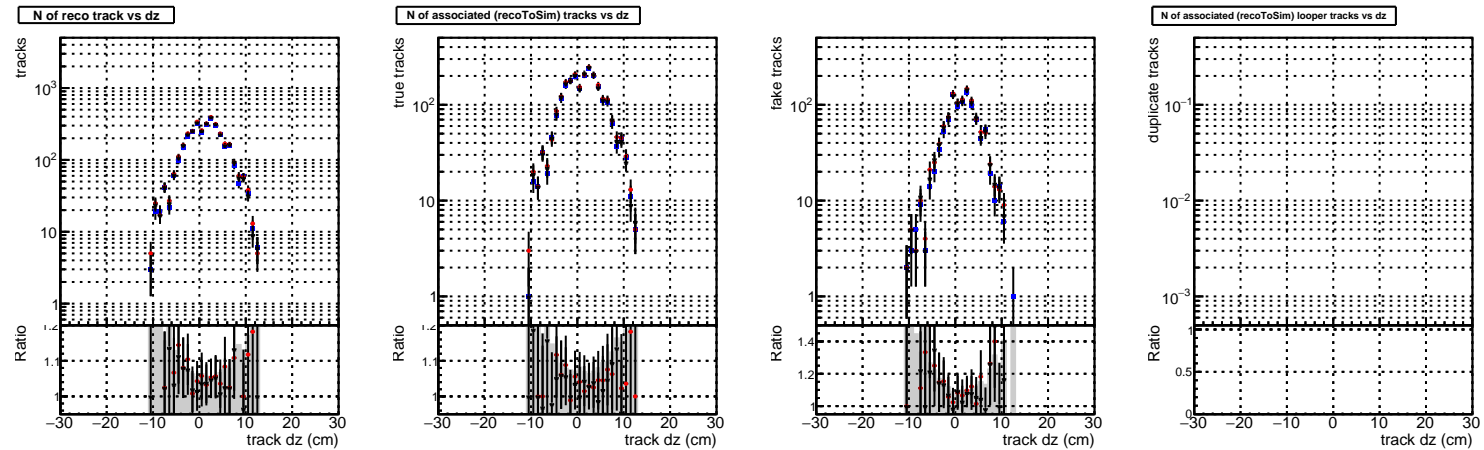 N of reco track vs dz
tracks
10³
10²
10
1
Ratio
1.2
1.1
1
−30 −20 −10 0 10 20 30
track dz (cm)
N of associated (recoToSim) tracks vs dz
true tracks
10²
10
1
Ratio
1.2
1.1
1
−30 −20 −10 0 10 20 30
track dz (cm)
fake tracks
10²
10
1
Ratio
1.4
1.2
1
−30 −20 −10 0 10 20 30
track dz (cm)
N of associated (recoToSim) looper tracks vs dz
duplicate tracks
10⁻¹
10⁻²
10⁻³
Ratio
1
0.5
0
−30 −20 −10 0 10 20 30
track dz (cm)